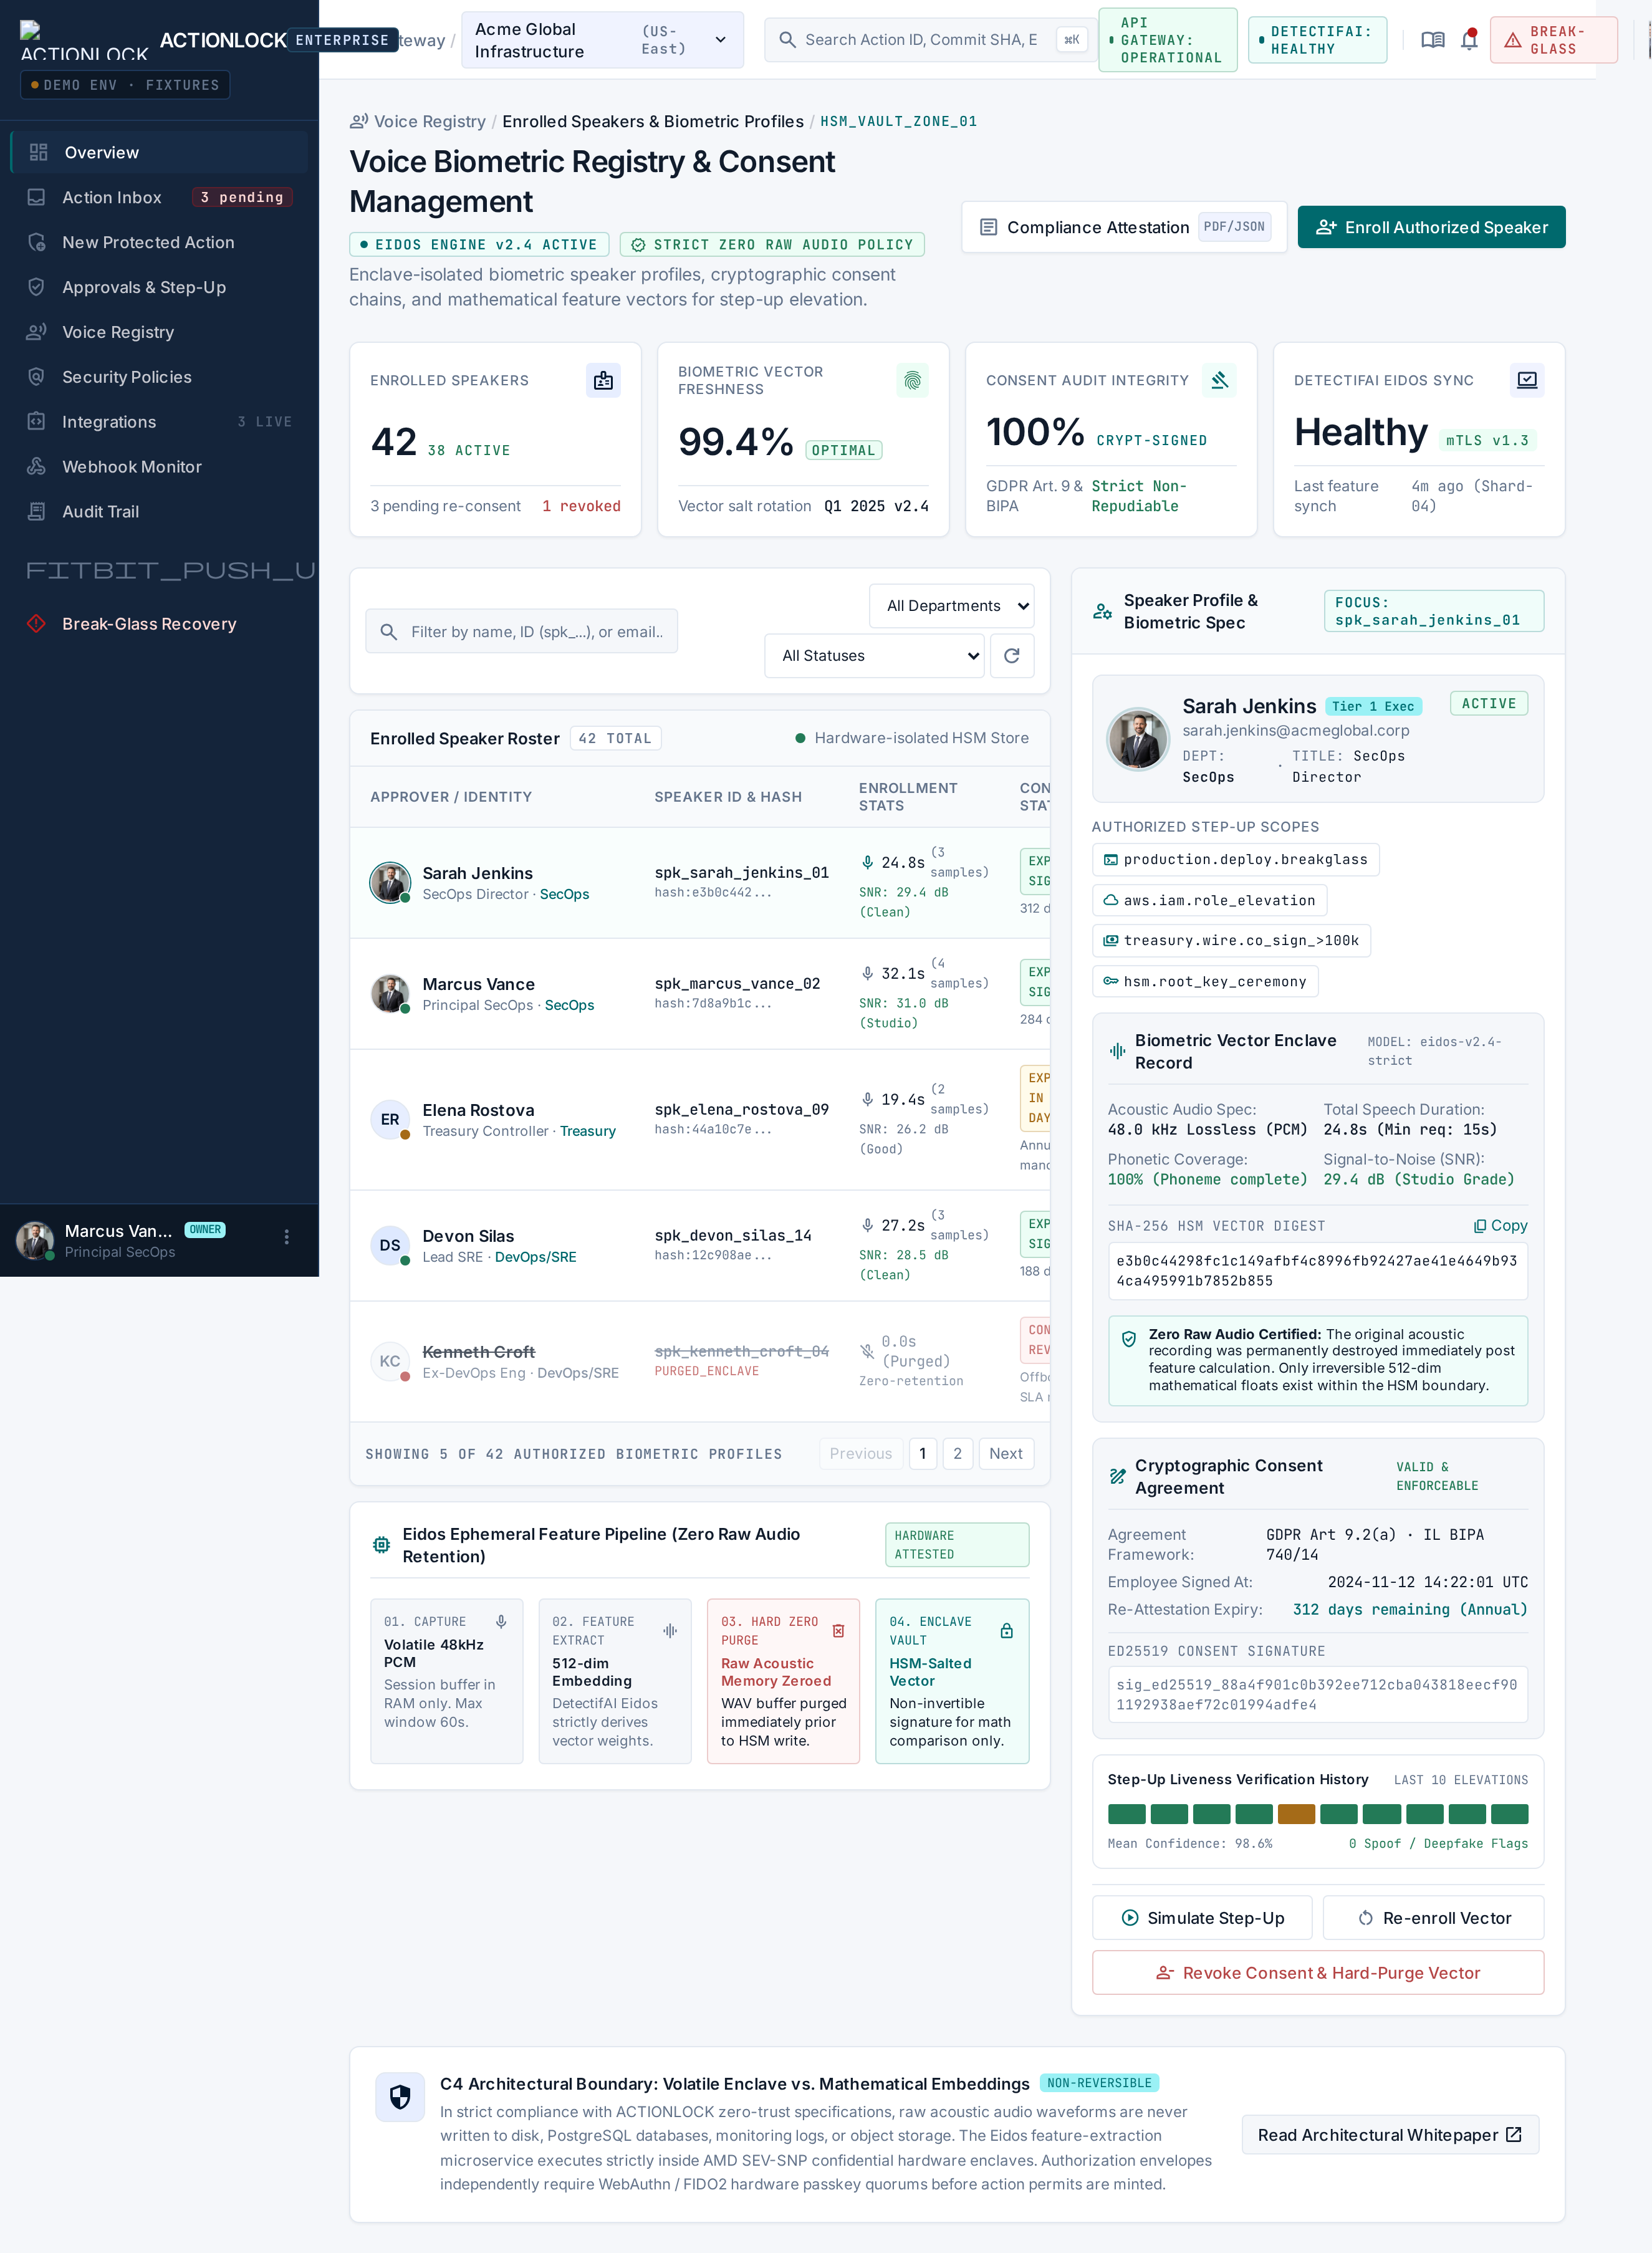 ACTIONLOCK
ACTIONLOCK
ENTERPRISE
DEMO ENV · FIXTURES
Overview
Action Inbox
3 pending
New Protected Action
Approvals & Step-Up
Voice Registry
Security Policies
Integrations
3 LIVE
Webhook Monitor
Audit Trail
FITBIT_PUSH_U
Break-Glass Recovery
Marcus Van...
OWNER
Principal SecOps
teway /
Acme Global
Infrastructure
(US-
East)
Search Action ID, Commit SHA, E
⌘K
API
GATEWAY:
OPERATIONAL
DETECTIFAI:
HEALTHY
BREAK-
GLASS
Voice Registry / Enrolled Speakers & Biometric Profiles / HSM_VAULT_ZONE_01
Voice Biometric Registry & Consent
Management
EIDOS ENGINE v2.4 ACTIVE
STRICT ZERO RAW AUDIO POLICY
Enclave-isolated biometric speaker profiles, cryptographic consent
chains, and mathematical feature vectors for step-up elevation.
Compliance Attestation
PDF/JSON
Enroll Authorized Speaker
ENROLLED SPEAKERS
42 38 ACTIVE
3 pending re-consent
1 revoked
BIOMETRIC VECTOR
FRESHNESS
99.4% OPTIMAL
Vector salt rotation
Q1 2025 v2.4
CONSENT AUDIT INTEGRITY
100% CRYPT-SIGNED
GDPR Art. 9 &
BIPA
Strict Non-
Repudiable
DETECTIFAI EIDOS SYNC
Healthy mTLS v1.3
Last feature
synch
4m ago (Shard-
04)
Filter by name, ID (spk_...), or email..
All Departments
All Statuses
Enrolled Speaker Roster
42 TOTAL
Hardware-isolated HSM Store
APPROVER / IDENTITY
SPEAKER ID & HASH
ENROLLMENT
STATS
CON
STAT
Sarah Jenkins
SecOps Director · SecOps
spk_sarah_jenkins_01
hash:e3b0c442...
24.8s
(3
samples)
SNR: 29.4 dB
(Clean)
EXP
SIG
312 d
Marcus Vance
Principal SecOps · SecOps
spk_marcus_vance_02
hash:7d8a9b1c...
32.1s
(4
samples)
SNR: 31.0 dB
(Studio)
EXP
SIG
284 d
ER
Elena Rostova
Treasury Controller · Treasury
spk_elena_rostova_09
hash:44a10c7e...
19.4s
(2
samples)
SNR: 26.2 dB
(Good)
EXP
IN
DAY
Annu
mand
DS
Devon Silas
Lead SRE · DevOps/SRE
spk_devon_silas_14
hash:12c908ae...
27.2s
(3
samples)
SNR: 28.5 dB
(Clean)
EXP
SIG
188 d
KC
Kenneth Croft
Ex-DevOps Eng · DevOps/SRE
spk_kenneth_croft_04
PURGED_ENCLAVE
0.0s
(Purged)
Zero-retention
CON
REV
Offbo
SLA
SHOWING 5 OF 42 AUTHORIZED BIOMETRIC PROFILES
Previous
1
2
Next
Eidos Ephemeral Feature Pipeline (Zero Raw Audio
Retention)
HARDWARE
ATTESTED
01. CAPTURE
Volatile 48kHz
PCM
Session buffer in
RAM only. Max
window 60s.
02. FEATURE
EXTRACT
512-dim
Embedding
DetectifAI Eidos
strictly derives
vector weights.
03. HARD ZERO
PURGE
Raw Acoustic
Memory Zeroed
WAV buffer purged
immediately prior
to HSM write.
04. ENCLAVE
VAULT
HSM-Salted
Vector
Non-invertible
signature for math
comparison only.
Speaker Profile &
Biometric Spec
FOCUS:
spk_sarah_jenkins_01
Sarah Jenkins
Tier 1 Exec
ACTIVE
sarah.jenkins@acmeglobal.corp
DEPT:
SecOps
·
TITLE: SecOps
Director
AUTHORIZED STEP-UP SCOPES
production.deploy.breakglass
aws.iam.role_elevation
treasury.wire.co_sign_>100k
hsm.root_key_ceremony
Biometric Vector Enclave
Record
MODEL: eidos-v2.4-
strict
Acoustic Audio Spec:
48.0 kHz Lossless (PCM)
Total Speech Duration:
24.8s (Min req: 15s)
Phonetic Coverage:
100% (Phoneme complete)
Signal-to-Noise (SNR):
29.4 dB (Studio Grade)
SHA-256 HSM VECTOR DIGEST
Copy
e3b0c44298fc1c149afbf4c8996fb92427ae41e4649b93
4ca495991b7852b855
Zero Raw Audio Certified: The original acoustic
recording was permanently destroyed immediately post
feature calculation. Only irreversible 512-dim
mathematical floats exist within the HSM boundary.
Cryptographic Consent
Agreement
VALID &
ENFORCEABLE
Agreement
Framework:
GDPR Art 9.2(a) · IL BIPA
740/14
Employee Signed At:
2024-11-12 14:22:01 UTC
Re-Attestation Expiry:
312 days remaining (Annual)
ED25519 CONSENT SIGNATURE
sig_ed25519_88a4f901c0b392ee712cba043818eecf90
1192938aef72c01994adfe4
Step-Up Liveness Verification History
LAST 10 ELEVATIONS
Mean Confidence: 98.6%
0 Spoof / Deepfake Flags
Simulate Step-Up
Re-enroll Vector
Revoke Consent & Hard-Purge Vector
C4 Architectural Boundary: Volatile Enclave vs. Mathematical Embeddings
NON-REVERSIBLE
In strict compliance with ACTIONLOCK zero-trust specifications, raw acoustic audio waveforms are never
written to disk, PostgreSQL databases, monitoring logs, or object storage. The Eidos feature-extraction
microservice executes strictly inside AMD SEV-SNP confidential hardware enclaves. Authorization envelopes
independently require WebAuthn / FIDO2 hardware passkey quorums before action permits are minted.
Read Architectural Whitepaper